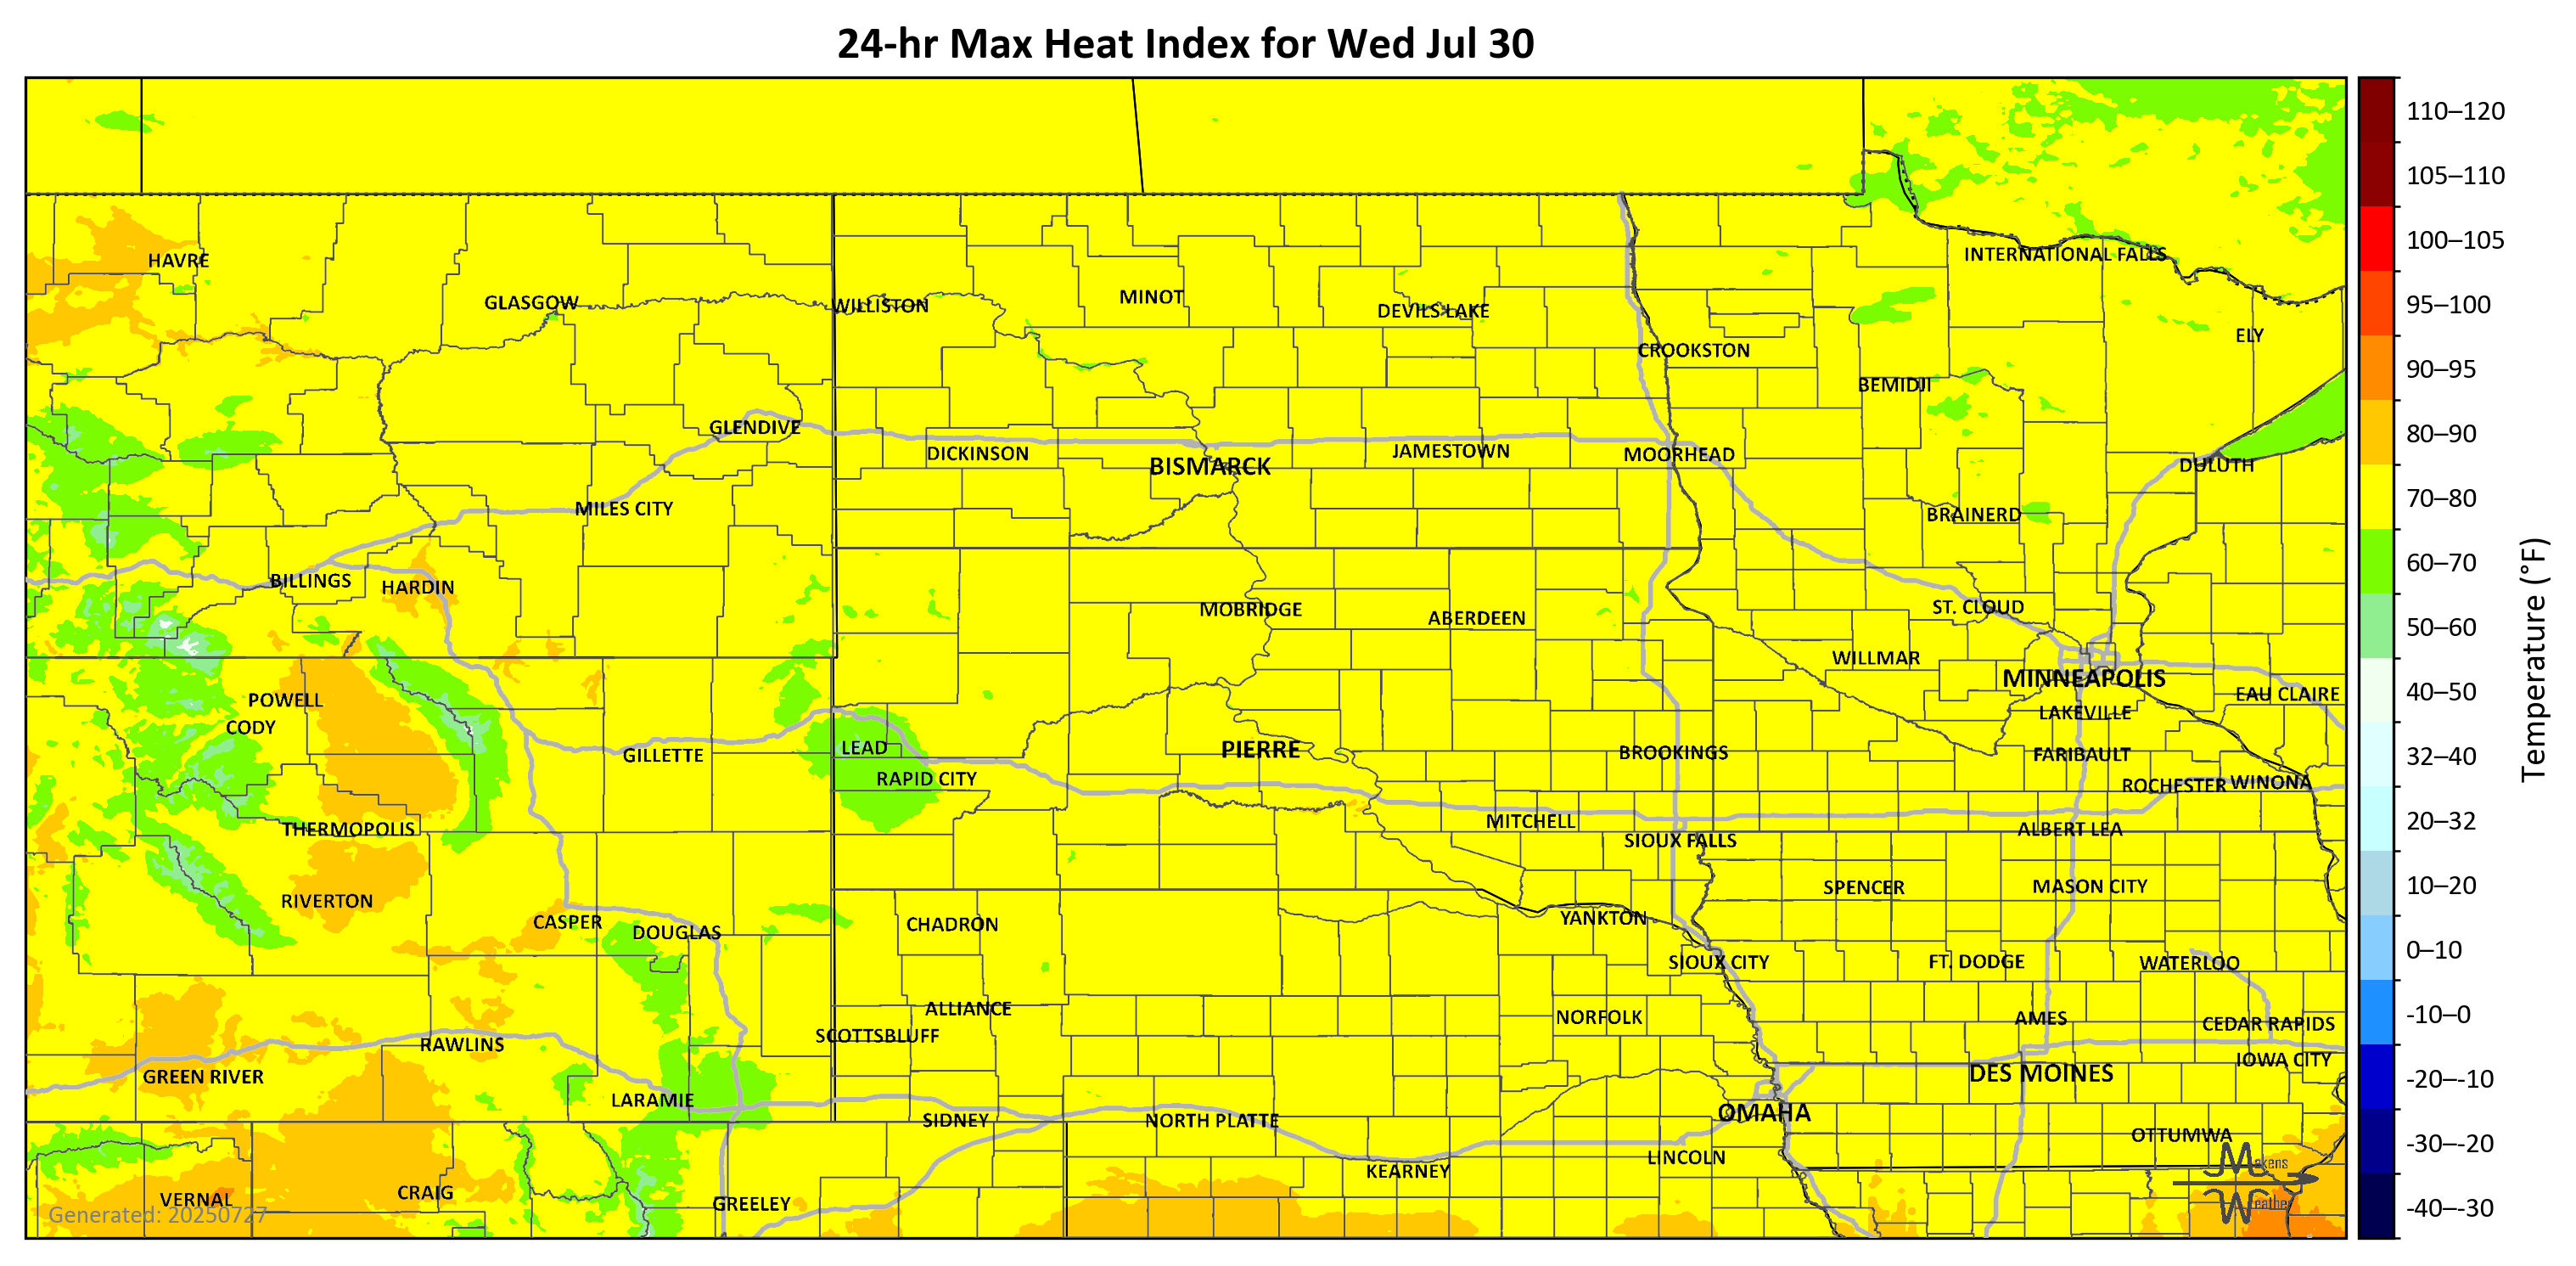 24-hr Max Heat Index for Wed Jul 30
HAVRE
INTERNATIONAL FALLS
GLASGOW
WILLISTON
MINOT
DEVILS LAKE
ELY
CROOKSTON
BEMIDJI
GLENDIVE
DICKINSON
BISMARCK
JAMESTOWN
MOORHEAD
DULUTH
MILES CITY
BRAINERD
BILLINGS
HARDIN
MOBRIDGE
ABERDEEN
ST. CLOUD
WILLMAR
MINNEAPOLIS
POWELL
EAU CLAIRE
CODY
LAKEVILLE
GILLETTE
LEAD
PIERRE
BROOKINGS
FARIBAULT
RAPID CITY
ROCHESTER
WINONA
THERMOPOLIS
MITCHELL
ALBERT LEA
SIOUX FALLS
RIVERTON
SPENCER
MASON CITY
CASPER
DOUGLAS
CHADRON
YANKTON
SIOUX CITY
FT. DODGE
WATERLOO
ALLIANCE
NORFOLK
AMES
CEDAR RAPIDS
SCOTTSBLUFF
RAWLINS
IOWA CITY
GREEN RIVER
DES MOINES
LARAMIE
SIDNEY
NORTH PLATTE
OMAHA
OTTUMWA
KEARNEY
LINCOLN
VERNAL
CRAIG
GREELEY
Makens
Weather
Generated: 20250727
110–120
105–110
100–105
95–100
90–95
80–90
70–80
60–70
50–60
40–50
32–40
20–32
10–20
0–10
-10–0
-20–-10
-30–-20
-40–-30
Temperature (°F)